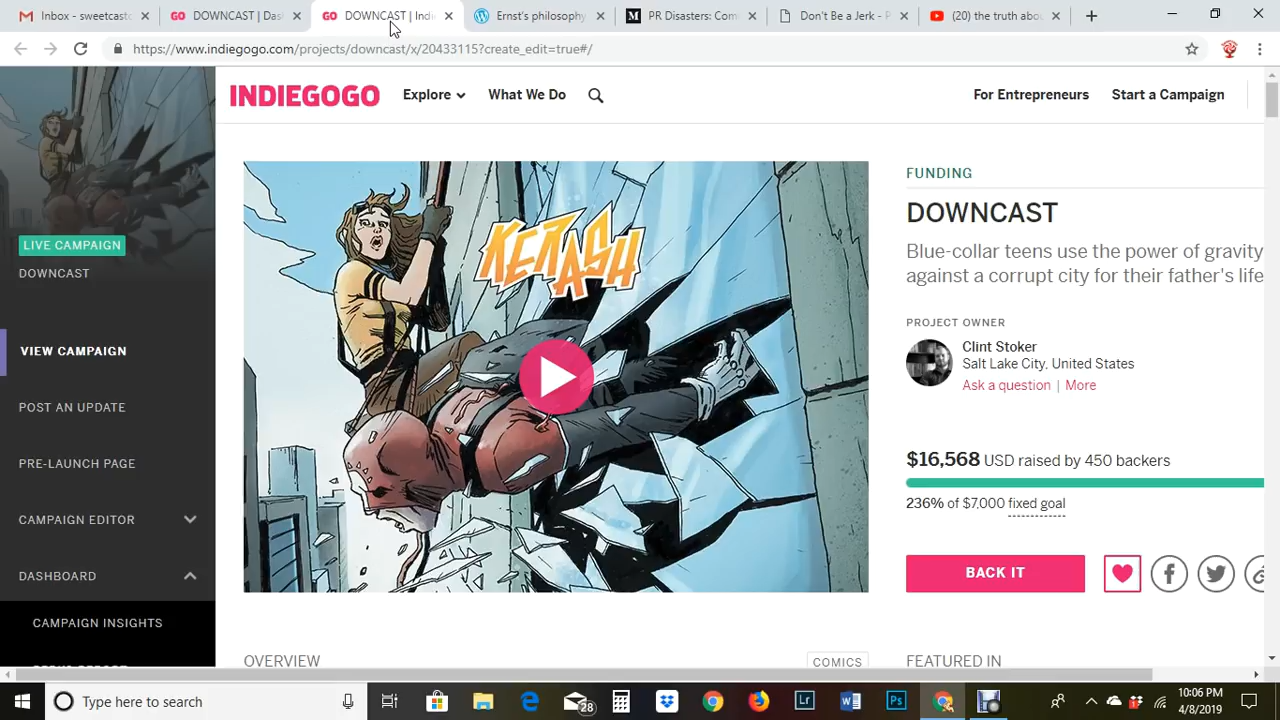 Inbox - sweetcast
DOWNCAST | Das
DOWNCAST | Indie
Ernst's philosophy
PR Disasters: Com
Don't Be a Jerk - P
(20) the truth abou
https://www.indiegogo.com/projects/downcast/x/20433115?create_edit=true#/
INDIEGOGO
Explore
What We Do
For Entrepreneurs
Start a Campaign
LIVE CAMPAIGN
DOWNCAST
VIEW CAMPAIGN
POST AN UPDATE
PRE-LAUNCH PAGE
CAMPAIGN EDITOR
DASHBOARD
CAMPAIGN INSIGHTS
KERASH
FUNDING
DOWNCAST
Blue-collar teens use the power of gravity
against a corrupt city for their father's life
PROJECT OWNER
Clint Stoker
Salt Lake City, United States
Ask a question | More
$16,568 USD raised by 450 backers
236% of $7,000 fixed goal
BACK IT
OVERVIEW
COMICS
FEATURED IN
Type here to search
28
Lr
Ps
10:06 PM
4/8/2019